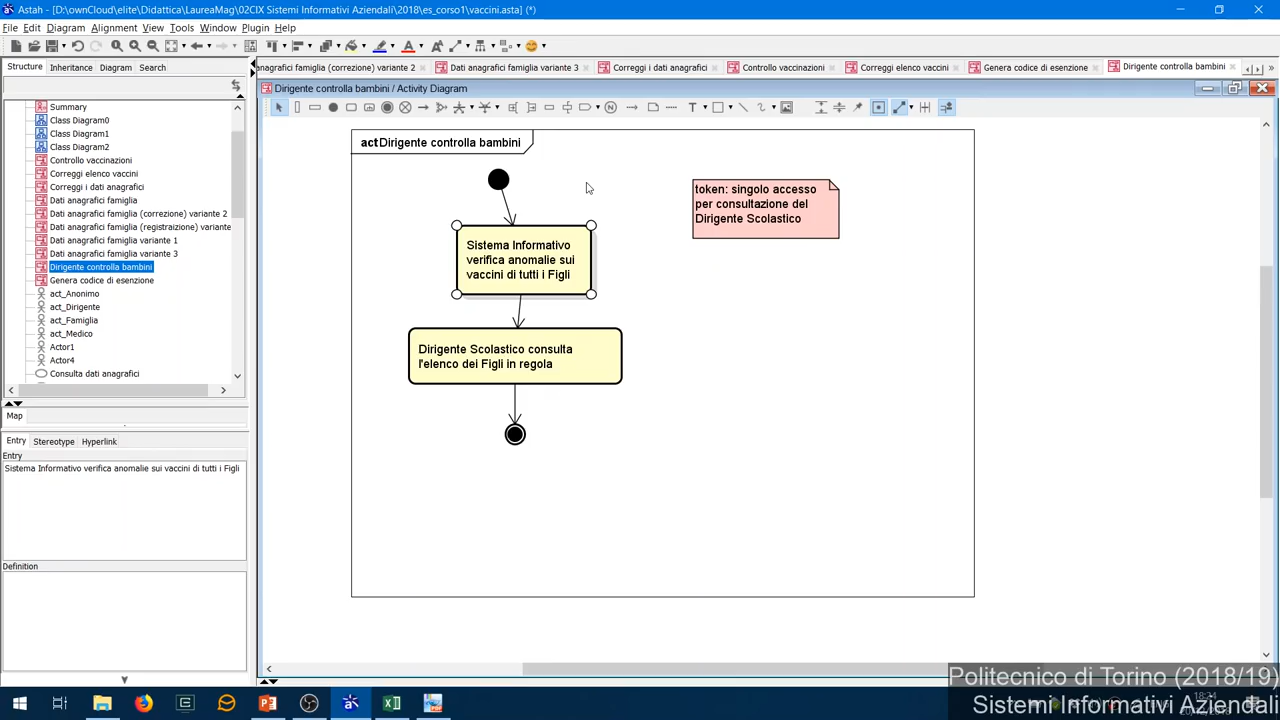 Astah - [D:\ownCloud\elite\Didattica\LaureaMag\02CIX Sistemi Informativi Aziendali\2018\es_corso1\vaccini.asta] (*)
File Edit Diagram Alignment View Tools Window Plugin Help
Structure Inheritance Diagram Search
anagrafici famiglia (correzione) variante 2
Dati anagrafici famiglia variante 3
Correggi i dati anagrafici
Controllo vaccinazioni
Correggi elenco vaccini
Genera codice di esenzione
Dirigente controlla bambini
Dirigente controlla bambini / Activity Diagram
Summary
Class Diagram0
Class Diagram1
Class Diagram2
Controllo vaccinazioni
Correggi elenco vaccini
Correggi i dati anagrafici
Dati anagrafici famiglia
Dati anagrafici famiglia (correzione) variante 2
Dati anagrafici famiglia (registraizione) variante
Dati anagrafici famiglia variante 1
Dati anagrafici famiglia variante 3
Dirigente controlla bambini
Genera codice di esenzione
act_Anonimo
act_Dirigente
act_Famiglia
act_Medico
Actor1
Actor4
Consulta dati anagrafici
Map
Entry Stereotype Hyperlink
Entry
Sistema Informativo verifica anomalie sui vaccini di tutti i Figli
Definition
act Dirigente controlla bambini
Sistema Informativo
verifica anomalie sui
vaccini di tutti i Figli
Dirigente Scolastico consulta
l'elenco dei Figli in regola
token: singolo accesso
per consultazione del
Dirigente Scolastico
Politecnico di Torino (2018/19)
Sistemi Informativi Aziendali